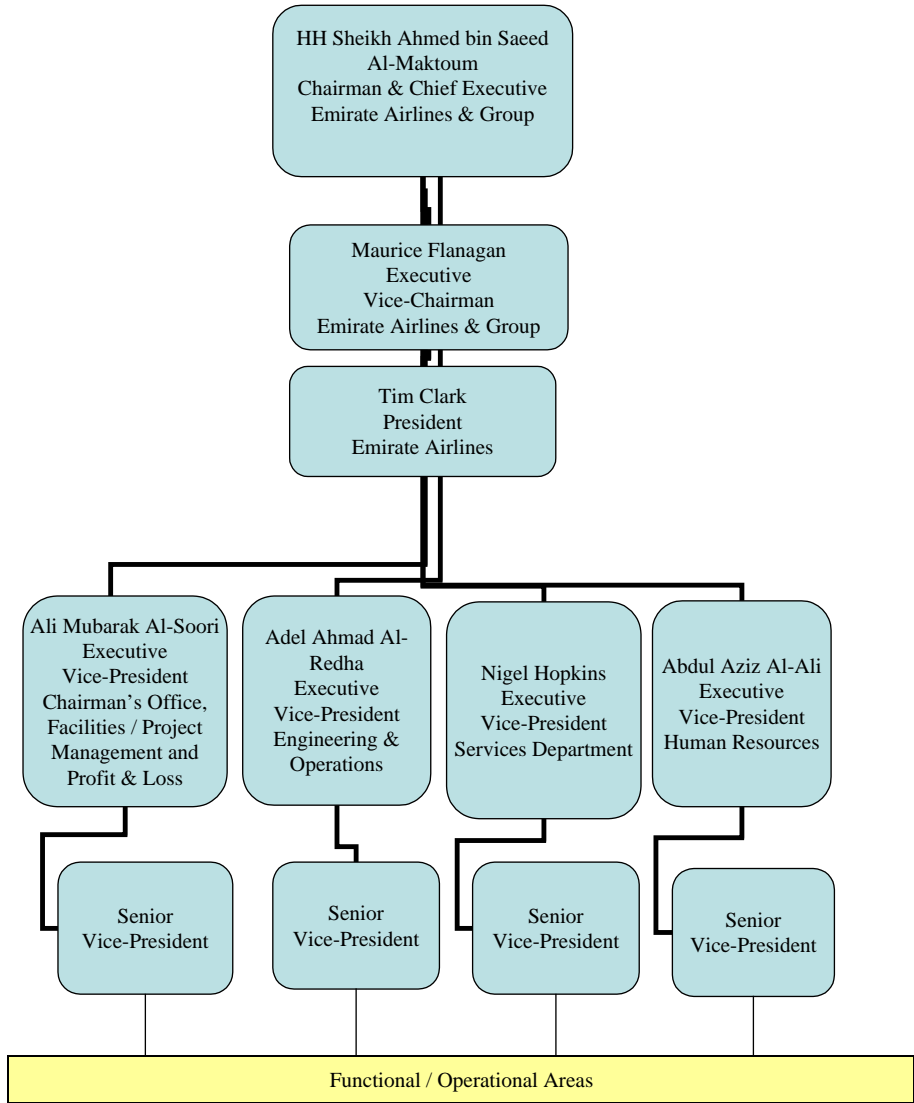 HH Sheikh Ahmed bin Saeed
Al-Maktoum
Chairman & Chief Executive
Emirate Airlines & Group
Maurice Flanagan
Executive
Vice-Chairman
Emirate Airlines & Group
Tim Clark
President
Emirate Airlines
Ali Mubarak Al-Soori
Executive
Vice-President
Chairman's Office,
Facilities / Project
Management and
Profit & Loss
Adel Ahmad Al-
Redha
Executive
Vice-President
Engineering &
Operations
Nigel Hopkins
Executive
Vice-President
Services Department
Abdul Aziz Al-Ali
Executive
Vice-President
Human Resources
Senior
Vice-President
Senior
Vice-President
Senior
Vice-President
Senior
Vice-President
Functional / Operational Areas